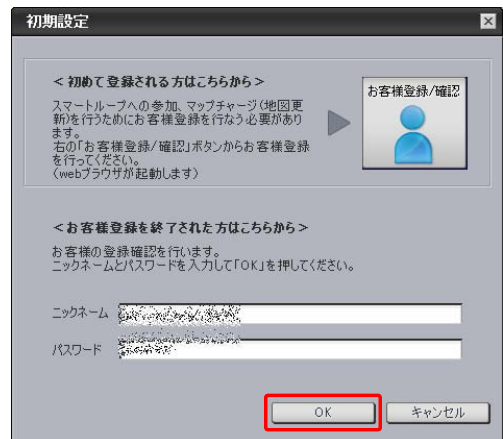 初期設定
<初めて登録される方はこちらから>
スマートループへの参加、マップチャージ(地図更
新)を行うためにお客様登録を行なう必要があり
ます。
右の「お客様登録/確認」ボタンからお客様登録
を行ってください。
(webブラウザが起動します)
お客様登録/確認
<お客様登録を終了された方はこちらから>
お客様の登録確認を行います。
ニックネームとパスワードを入力して「OK」を押してください。
ニックネーム
パスワード
OK
キャンセル